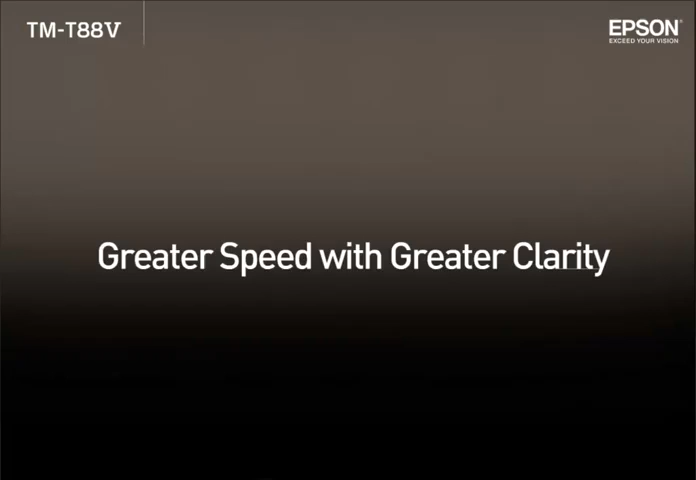 TM-T88V
EPSON®
EXCEED YOUR VISION
Greater Speed with Greater Clarity